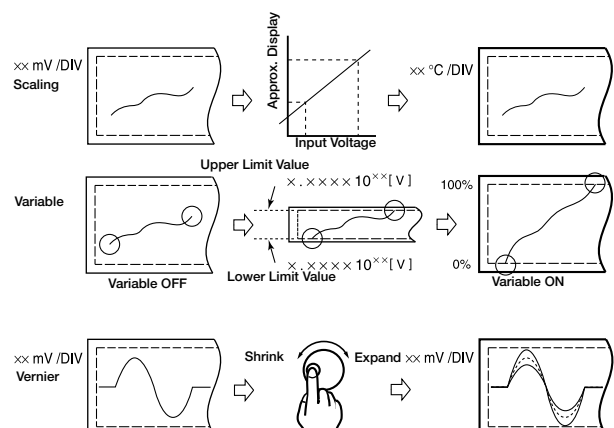 ×× mV /DIV
Scaling
Approx. Display
Input Voltage
×× °C /DIV
Variable
Variable OFF
Upper Limit Value
×.×××× 10^×× [ V ]
×.×××× 10^×× [ V ]
Lower Limit Value
100%
0%
Variable ON
×× mV /DIV
Vernier
Shrink
Expand
×× mV /DIV